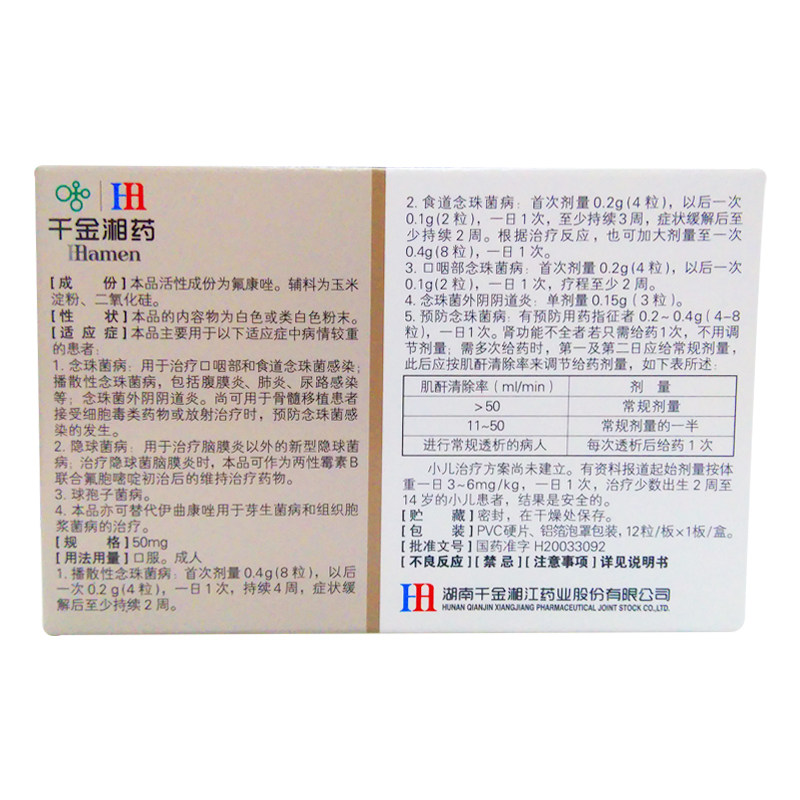 千金湘药
Hamen
[成 份]本品活性成份为氟康唑。辅料为玉米
淀粉、二氧化硅。
[性 状]本品的内容物为白色或类白色粉末。
[适应症]本品主要用于以下适应症中病情较重
的患者：
1. 念珠菌病：用于治疗口咽部和食道念珠菌感染；
播散性念珠菌病，包括腹膜炎、肺炎、尿路感染
等；念珠菌外阴阴道炎。尚可用于骨髓移植患者
接受细胞毒类药物或放射治疗时，预防念珠菌感
染的发生。
2. 隐球菌病：用于治疗脑膜炎以外的新型隐球菌
病；治疗隐球菌脑膜炎时，本品可作为两性霉素B
联合氟胞嘧啶初治后的维持治疗药物。
3. 球孢子菌病。
4. 本品亦可替代伊曲康唑用于芽生菌病和组织胞
浆菌病的治疗。
[规 格]50mg
[用法用量]口服。成人
1. 播散性念珠菌病：首次剂量0.4g(8粒)，以后
一次0.2g(4粒)，一日1次，持续4周，症状缓
解后至少持续2周。
2. 食道念珠菌病：首次剂量0.2g(4粒)，以后一次
0.1g(2粒)，一日1次，至少持续3周，症状缓解后至
少持续2周。根据治疗反应，也可加大剂量至一次
0.4g(8粒)，一日1次。
3. 口咽部念珠菌病：首次剂量0.2g(4粒)，以后一次
0.1g(2粒)，一日1次，疗程至少2周。
4. 念珠菌外阴阴道炎：单剂量0.15g(3粒)。
5. 预防念珠菌病：有预防用药指征者0.2~0.4g(4~8
粒)，一日1次。肾功能不全者若只需给药1次，不用调
节剂量；需多次给药时，第一及第二日应给常规剂量，
此后应按肌酐清除率来调节给药剂量，如下表所述：
肌酐清除率(ml/min) 剂 量
>50 常规剂量
11~50 常规剂量的一半
进行常规透析的病人 每次透析后给药1次
小儿治疗方案尚未建立。有资料报道起始剂量按体
重一日3~6mg/kg，一日1次，治疗少数出生2周至
14岁的小儿患者，结果是安全的。
[贮 藏]密封，在干燥处保存。
[包 装]PVC硬片、铝箔泡罩包装，12粒/板×1板/盒。
[批准文号]国药准字H20033092
[不良反应][禁 忌][注意事项]详见说明书
湖南千金湘江药业股份有限公司
HUNAN QIANJIN XIANGJIANG PHARMACEUTICAL JOINT STOCK CO.,LTD.